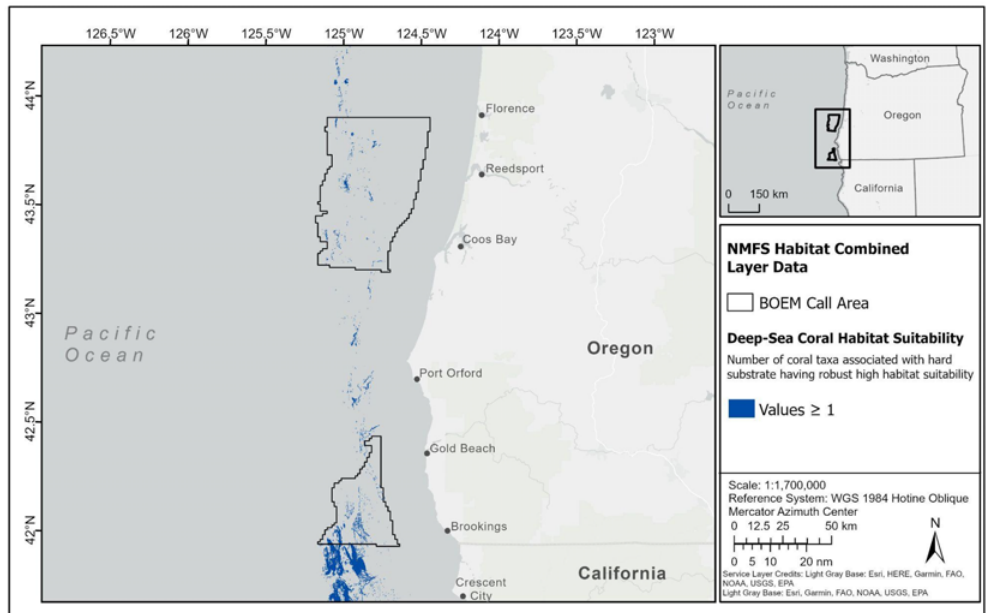 126.5°W 126°W 125.5°W 125°W 124.5°W 124°W 123.5°W 123°W
44°N
43.5°N
43°N
42.5°N
42°N
Florence
Reedsport
Coos Bay
Pacific
Ocean
Oregon
Port Orford
Gold Beach
Brookings
California
Crescent
City
Washington
Pacific
Ocean
Oregon
California
0 150 km
NMFS Habitat Combined
Layer Data
BOEM Call Area
Deep-Sea Coral Habitat Suitability
Number of coral taxa associated with hard
substrate having robust high habitat suitability
Values ≥ 1
Scale: 1:1,700,000
Reference System: WGS 1984 Hotine Oblique
Mercator Azimuth Center
0 12.5 25 50 km
N
0 5 10 20 nm
Service Layer Credits: Light Gray Base: Esri, HERE, Garmin, FAO,
NOAA, USGS, EPA
Light Gray Base: Esri, Garmin, FAO, NOAA, USGS, EPA